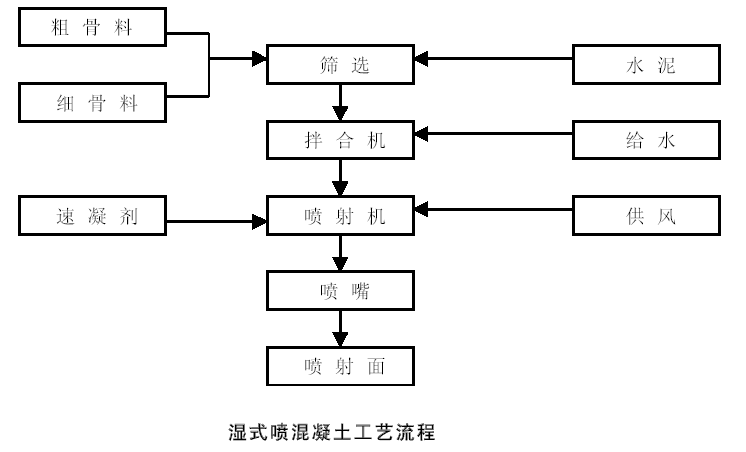 粗骨料
筛选
水泥
细骨料
拌合机
给水
速凝剂
喷射机
供风
喷嘴
喷射面
湿式喷混凝土工艺流程